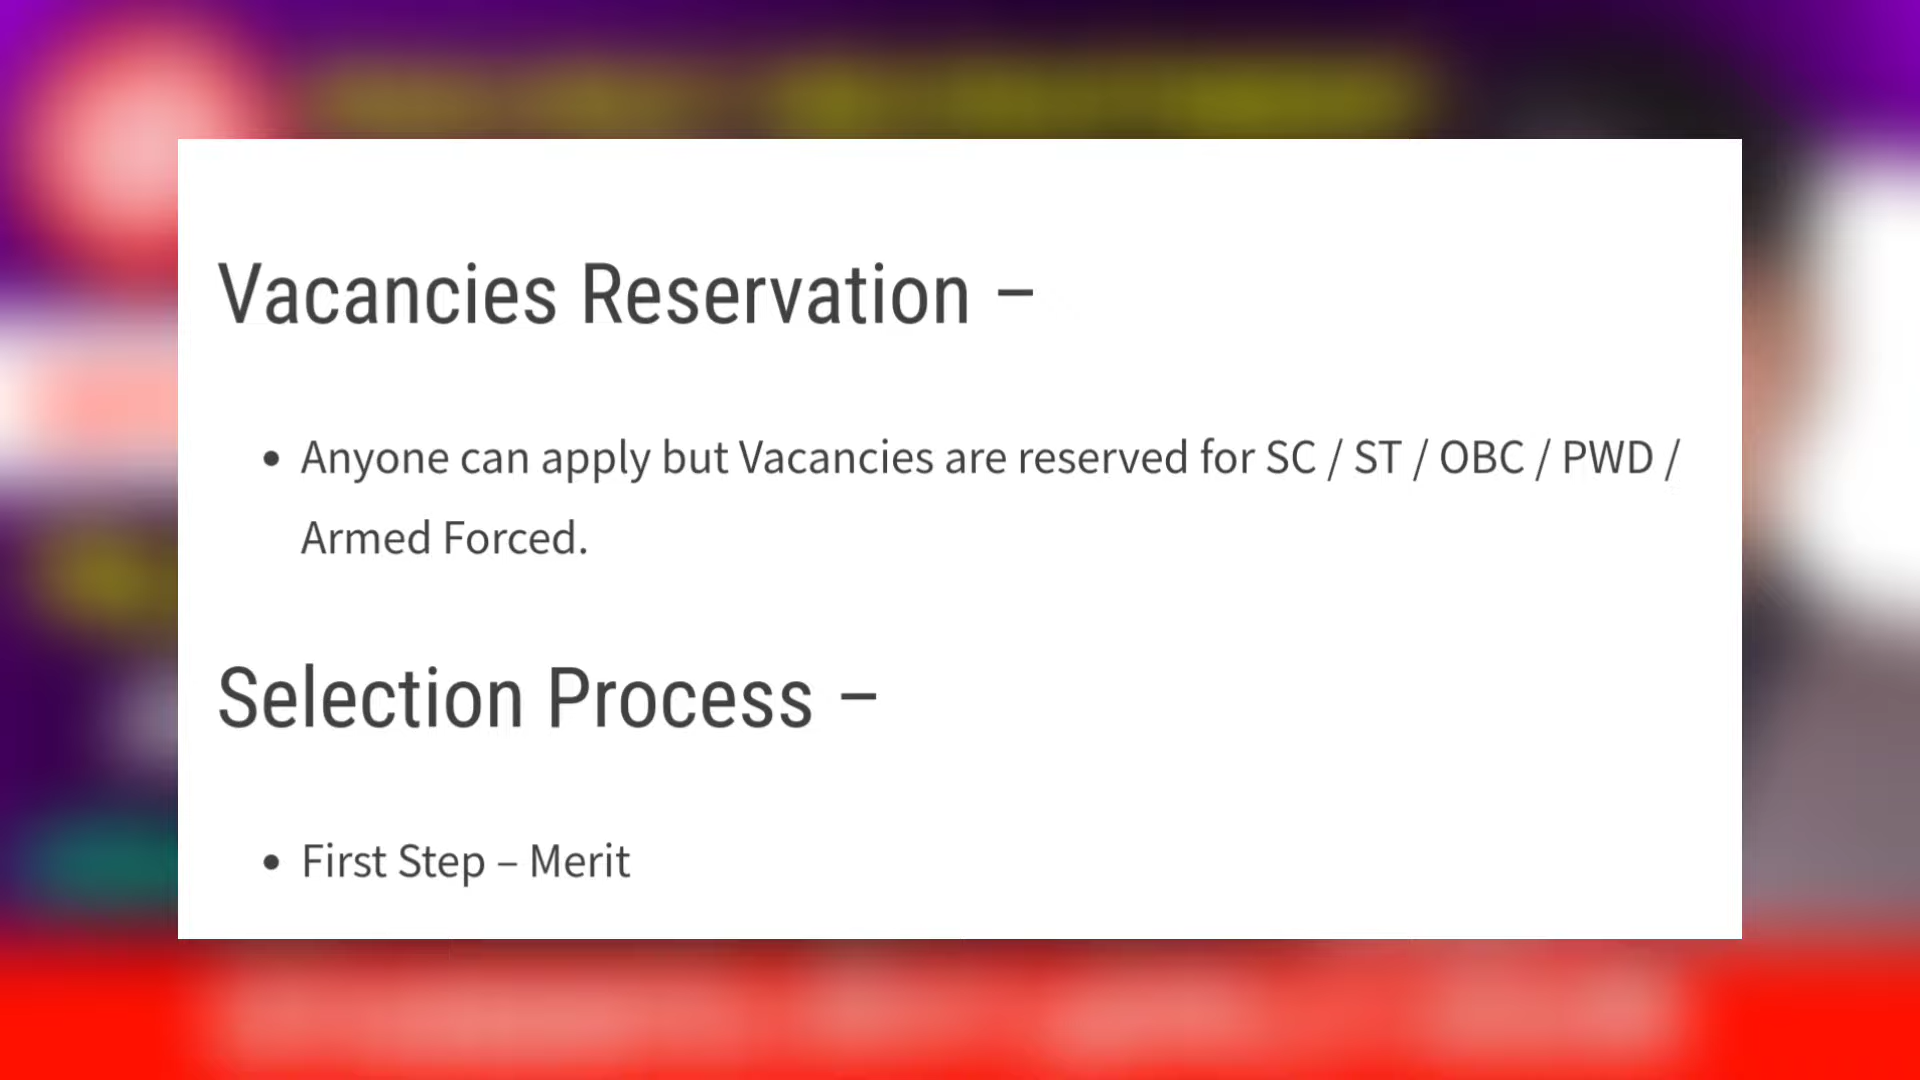 Vacancies Reservation –
• Anyone can apply but Vacancies are reserved for SC / ST / OBC / PWD /
Armed Forced.
Selection Process –
• First Step – Merit